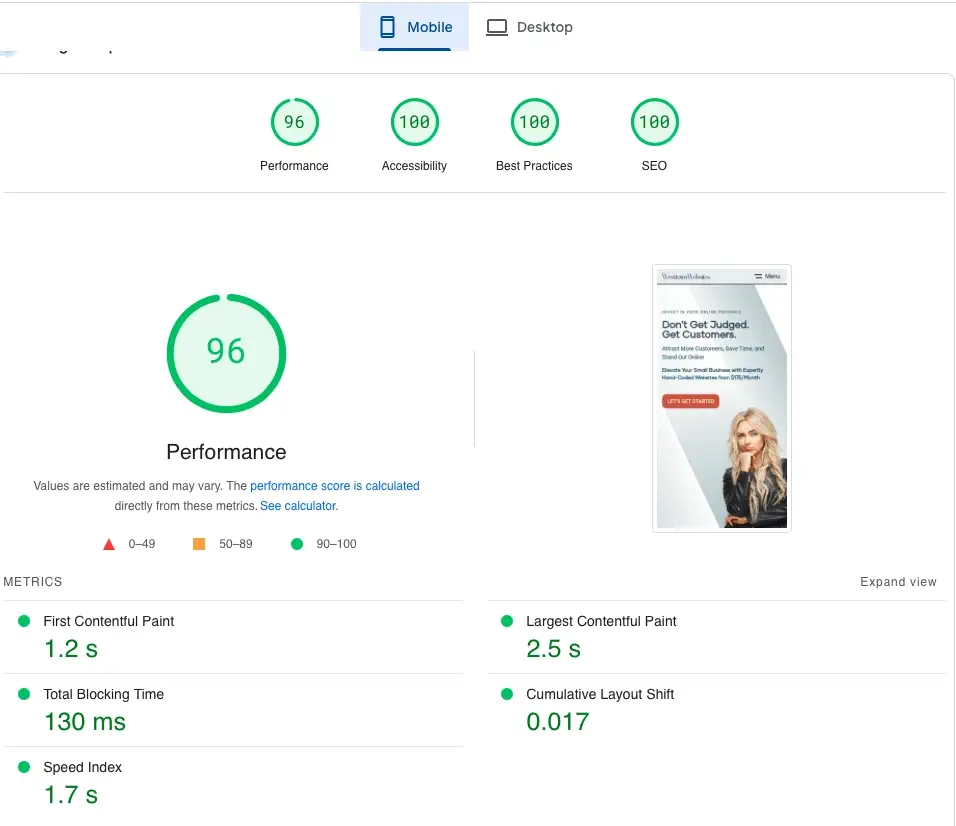 Mobile
Desktop
96
100
100
100
Performance
Accessibility
Best Practices
SEO
96
Performance
Values are estimated and may vary. The performance score is calculated
directly from these metrics. See calculator.
0–49
50–89
90–100
WesternWebsites
Menu
INVEST IN YOUR ONLINE PRESENCE
Don't Get Judged.
Get Customers.
Attract More Customers, Save Time, and
Stand Out Online
Elevate Your Small Business with Expertly
Hand-Coded Websites from $175/Month
LET'S GET STARTED
METRICS
Expand view
First Contentful Paint
1.2 s
Largest Contentful Paint
2.5 s
Total Blocking Time
130 ms
Cumulative Layout Shift
0.017
Speed Index
1.7 s